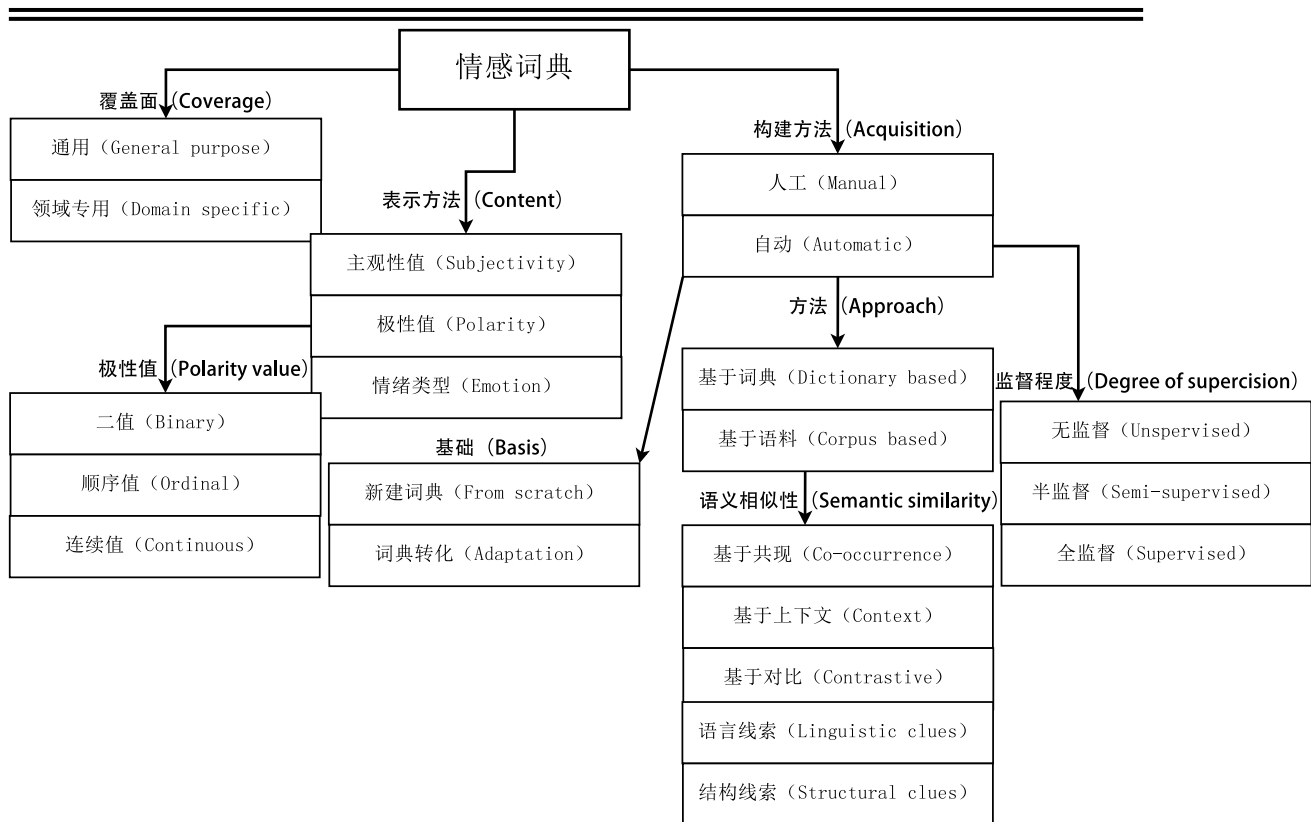 情感词典
覆盖面（Coverage）
通用（General purpose）
领域专用（Domain specific）
表示方法（Content）
主观性值（Subjectivity）
极性值（Polarity）
情绪类型（Emotion）
极性值（Polarity value）
二值（Binary）
顺序值（Ordinal）
连续值（Continuous）
构建方法（Acquisition）
人工（Manual）
自动（Automatic）
基础（Basis）
新建词典（From scratch）
词典转化（Adaptation）
方法（Approach）
基于词典（Dictionary based）
基于语料（Corpus based）
语义相似性（Semantic similarity）
基于共现（Co-occurrence）
基于上下文（Context）
基于对比（Contrastive）
语言线索（Linguistic clues）
结构线索（Structural clues）
监督程度（Degree of supercision）
无监督（Unspervised）
半监督（Semi-supervised）
全监督（Supervised）